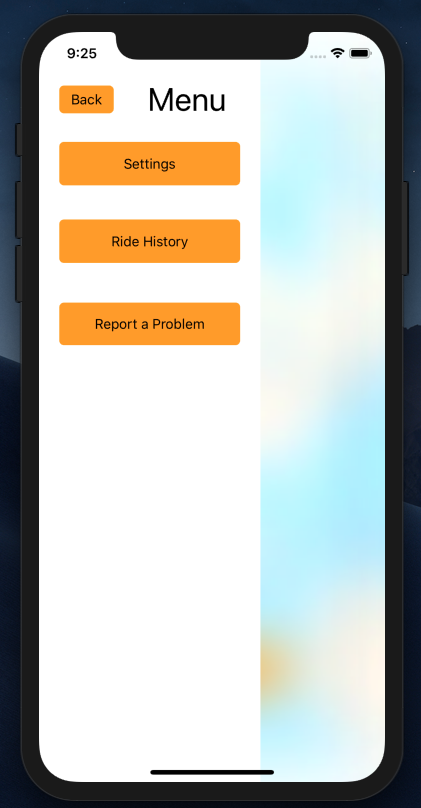 9:25
Back
Menu
Settings
Ride History
Report a Problem